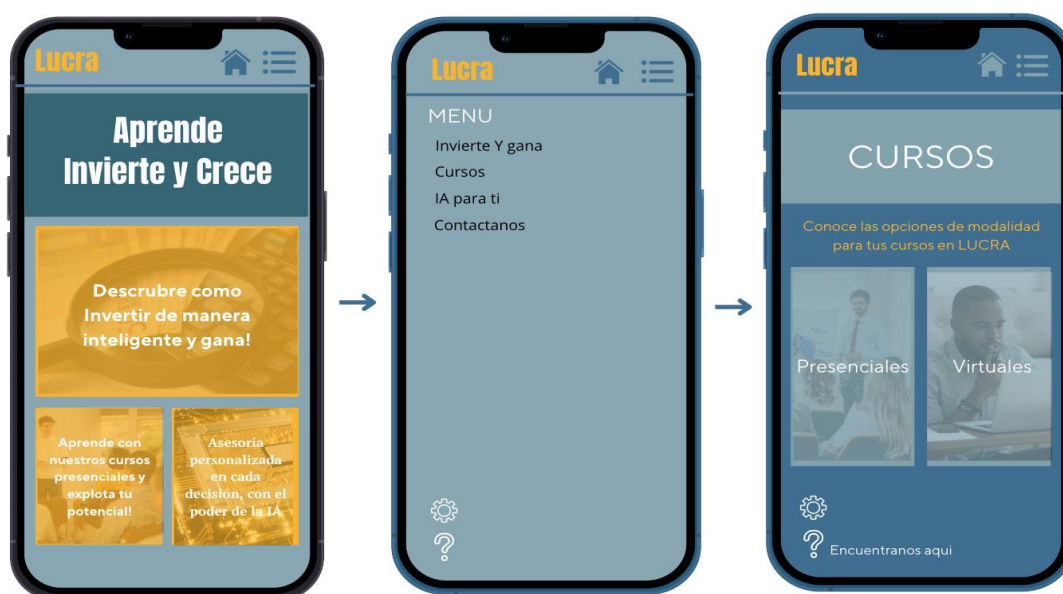 Lucra
Aprende
Invierte y Crece
Descrubre como
Invertir de manera
inteligente y gana!
Aprende con
nuestros cursos
presenciales y
explota tu
potencial!
Asesoría
personalizada
en cada
decisión, con el
poder de la IA
Lucra
MENU
Invierte Y gana
Cursos
IA para ti
Contactanos
?
Lucra
CURSOS
Conoce las opciones de modalidad
para tus cursos en LUCRA
Presenciales
Virtuales
? Encuentranos aqui